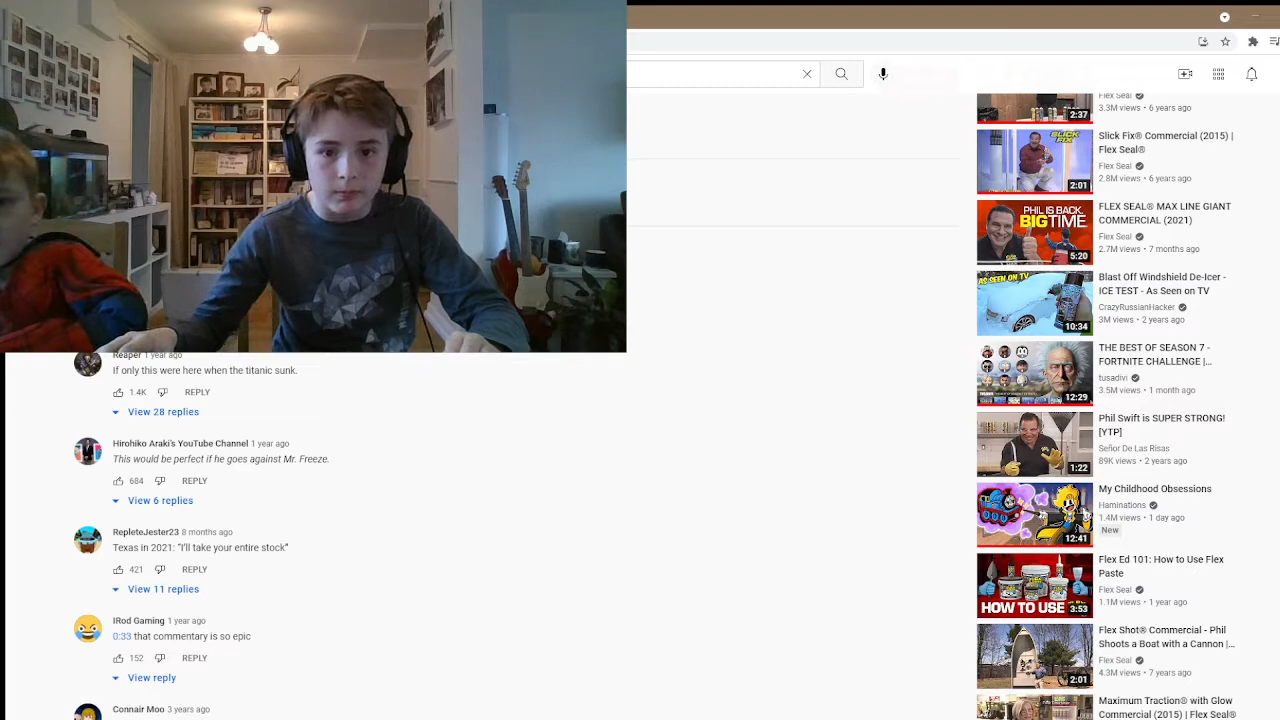 Reaper 1 year ago
If only this were here when the titanic sunk.
1.4K REPLY
View 28 replies
Hirohiko Araki's YouTube Channel 1 year ago
This would be perfect if he goes against Mr. Freeze.
684 REPLY
View 6 replies
RepleteJester23 8 months ago
Texas in 2021: “I’ll take your entire stock”
421 REPLY
View 11 replies
IRod Gaming 1 year ago
0:33 that commentary is so epic
152 REPLY
View reply
Connair Moo 3 years ago
Flex Seal
3.3M views • 6 years ago
2:37
SLICK FIX
2:01
Slick Fix® Commercial (2015) |
Flex Seal®
Flex Seal
2.8M views • 6 years ago
PHIL IS BACK.
BIGTIME
5:20
FLEX SEAL® MAX LINE GIANT
COMMERCIAL (2021)
Flex Seal
2.7M views • 7 months ago
AS SEEN ON TV
10:34
Blast Off Windshield De-Icer -
ICE TEST - As Seen on TV
CrazyRussianHacker
3M views • 2 years ago
12:29
THE BEST OF SEASON 7 -
FORTNITE CHALLENGE |...
tusadivi
3.5M views • 1 month ago
1:22
Phil Swift is SUPER STRONG!
[YTP]
Señor De Las Risas
89K views • 2 years ago
12:41
My Childhood Obsessions
Haminations
1.4M views • 1 day ago
New
HOW TO USE
3:53
Flex Ed 101: How to Use Flex
Paste
Flex Seal
1.1M views • 1 year ago
2:01
Flex Shot® Commercial - Phil
Shoots a Boat with a Cannon |...
Flex Seal
4.3M views • 7 years ago
Maximum Traction® with Glow
Commercial (2015) | Flex Seal®